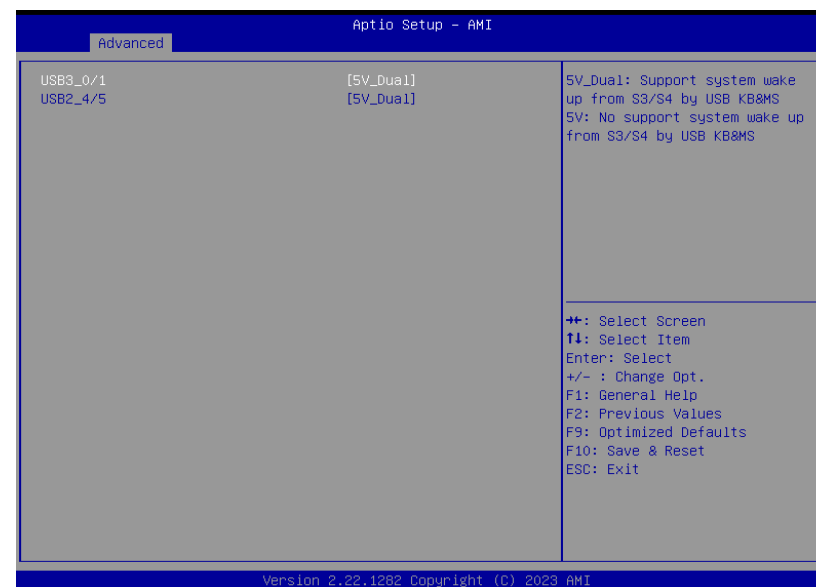 Aptio Setup - AMI
Advanced
USB3_0/1 [5V_Dual]
USB2_4/5 [5V_Dual]
5V_Dual: Support system wake
up from S3/S4 by USB KB&MS
5V: No support system wake up
from S3/S4 by USB KB&MS
→←: Select Screen
↑↓: Select Item
Enter: Select
+/- : Change Opt.
F1: General Help
F2: Previous Values
F9: Optimized Defaults
F10: Save & Reset
ESC: Exit
Version 2.22.1282 Copyright (C) 2023 AMI